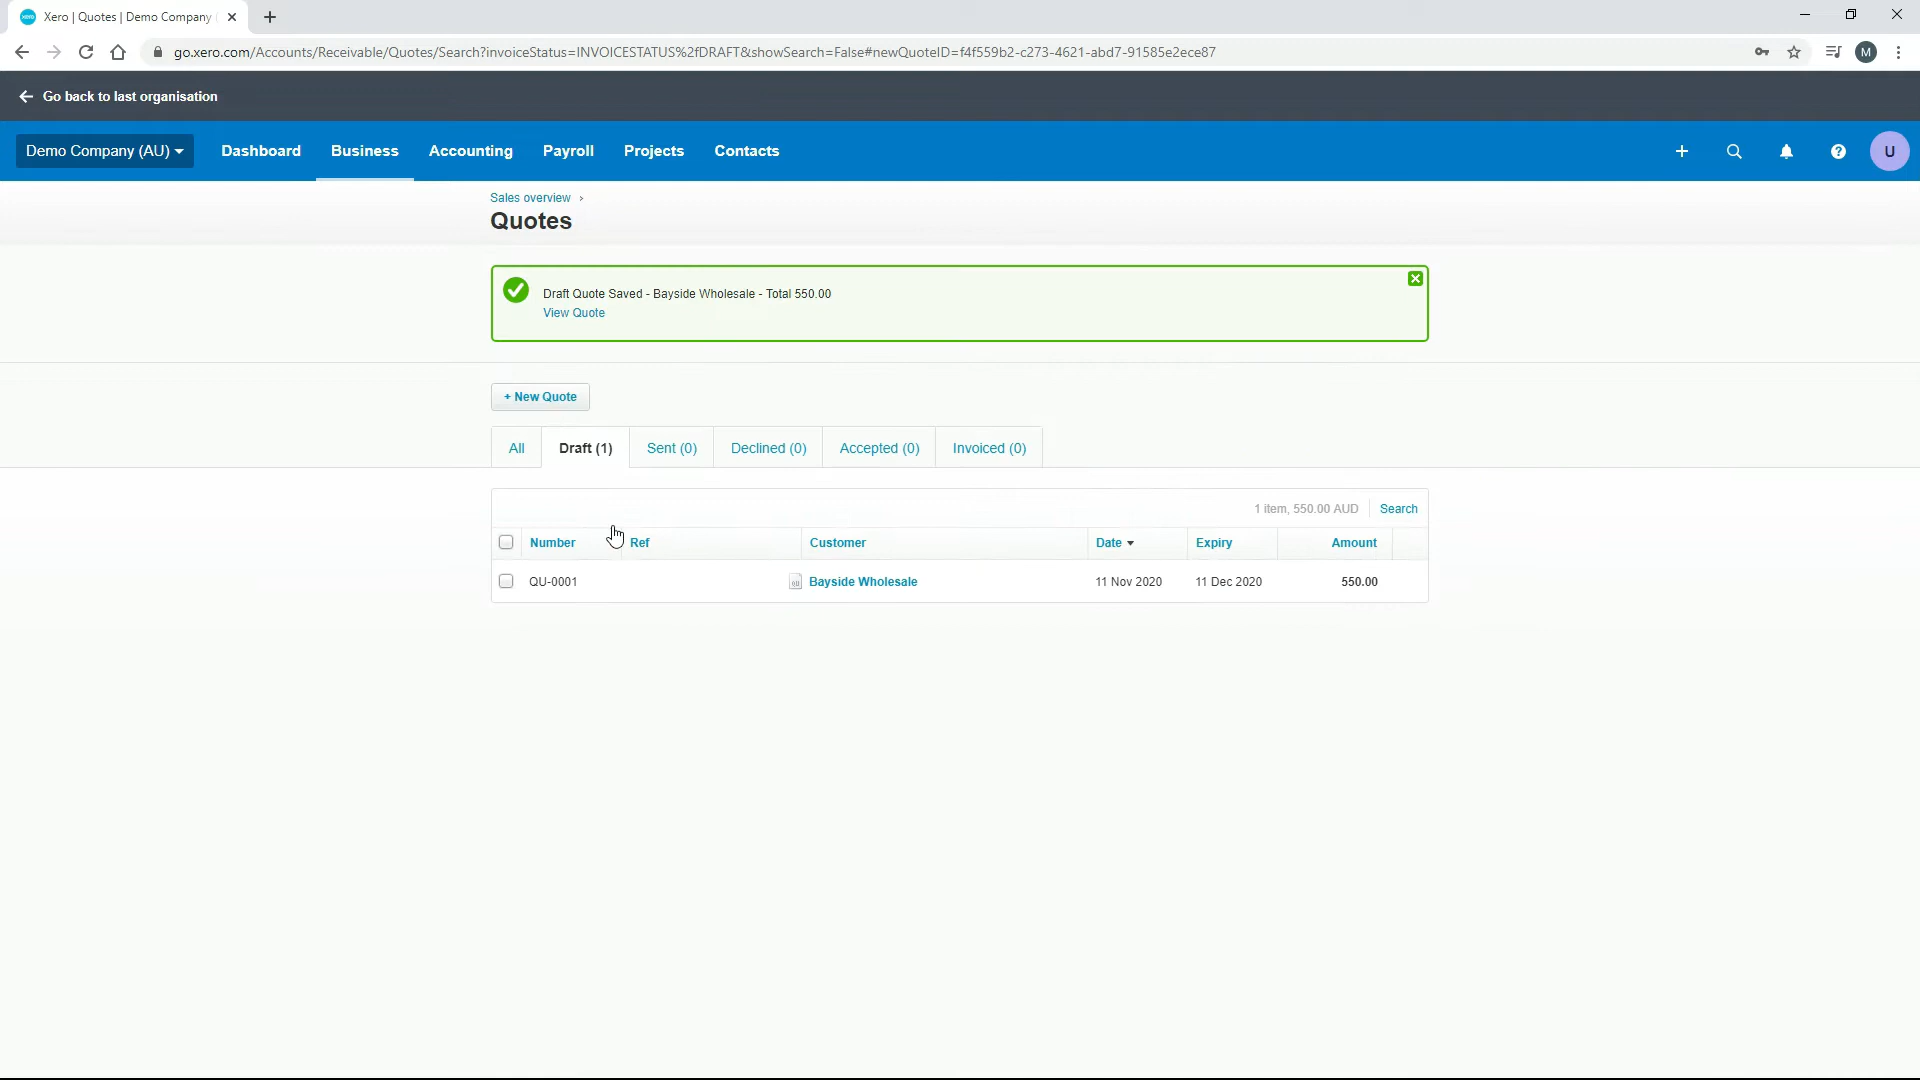 Xero | Quotes | Demo Company
go.xero.com/Accounts/Receivable/Quotes/Search?invoiceStatus=INVOICESTATUS%2fDRAFT&showSearch=False#newQuoteID=f4f559b2-c273-4621-abd7-91585e2ece87
M
Go back to last organisation
Demo Company (AU)
Dashboard
Business
Accounting
Payroll
Projects
Contacts
U
Sales overview ›
Quotes
Draft Quote Saved - Bayside Wholesale - Total 550.00
View Quote
+ New Quote
All
Draft (1)
Sent (0)
Declined (0)
Accepted (0)
Invoiced (0)
1 item, 550.00 AUD
Search
Number Ref Customer Date Expiry Amount
QU-0001 Bayside Wholesale 11 Nov 2020 11 Dec 2020 550.00